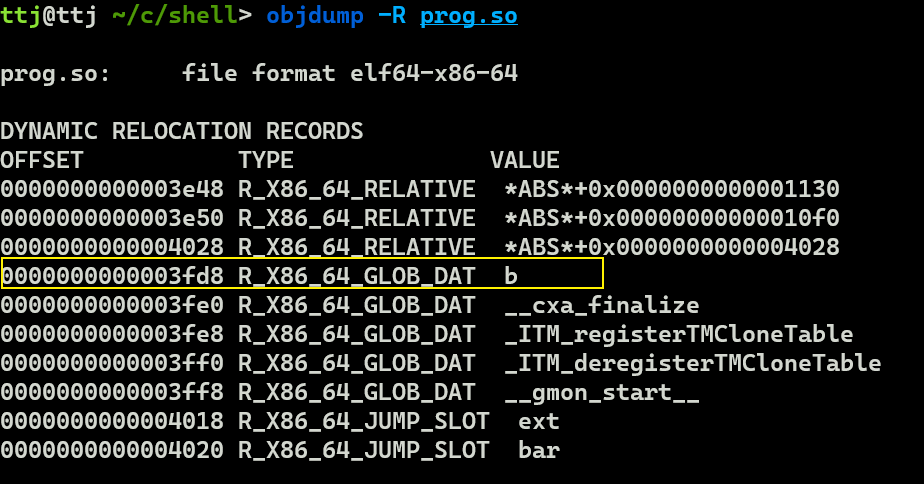 ttj@ttj ~/c/shell> objdump -R prog.so
prog.so:     file format elf64-x86-64
DYNAMIC RELOCATION RECORDS
OFFSET           TYPE              VALUE
0000000000003e48 R_X86_64_RELATIVE  *ABS*+0x0000000000001130
0000000000003e50 R_X86_64_RELATIVE  *ABS*+0x00000000000010f0
0000000000004028 R_X86_64_RELATIVE  *ABS*+0x0000000000004028
0000000000003fd8 R_X86_64_GLOB_DAT  b
0000000000003fe0 R_X86_64_GLOB_DAT  __cxa_finalize
0000000000003fe8 R_X86_64_GLOB_DAT  _ITM_registerTMCloneTable
0000000000003ff0 R_X86_64_GLOB_DAT  _ITM_deregisterTMCloneTable
0000000000003ff8 R_X86_64_GLOB_DAT  __gmon_start__
0000000000004018 R_X86_64_JUMP_SLOT  ext
0000000000004020 R_X86_64_JUMP_SLOT  bar